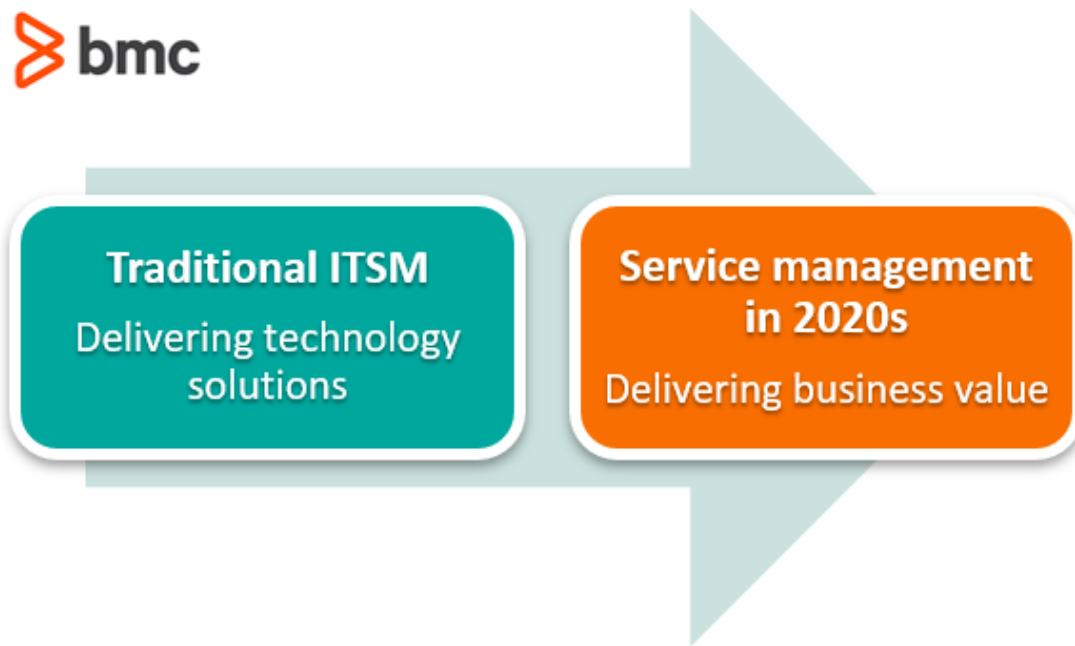 bmc
Traditional ITSM
Delivering technology
solutions
Service management
in 2020s
Delivering business value